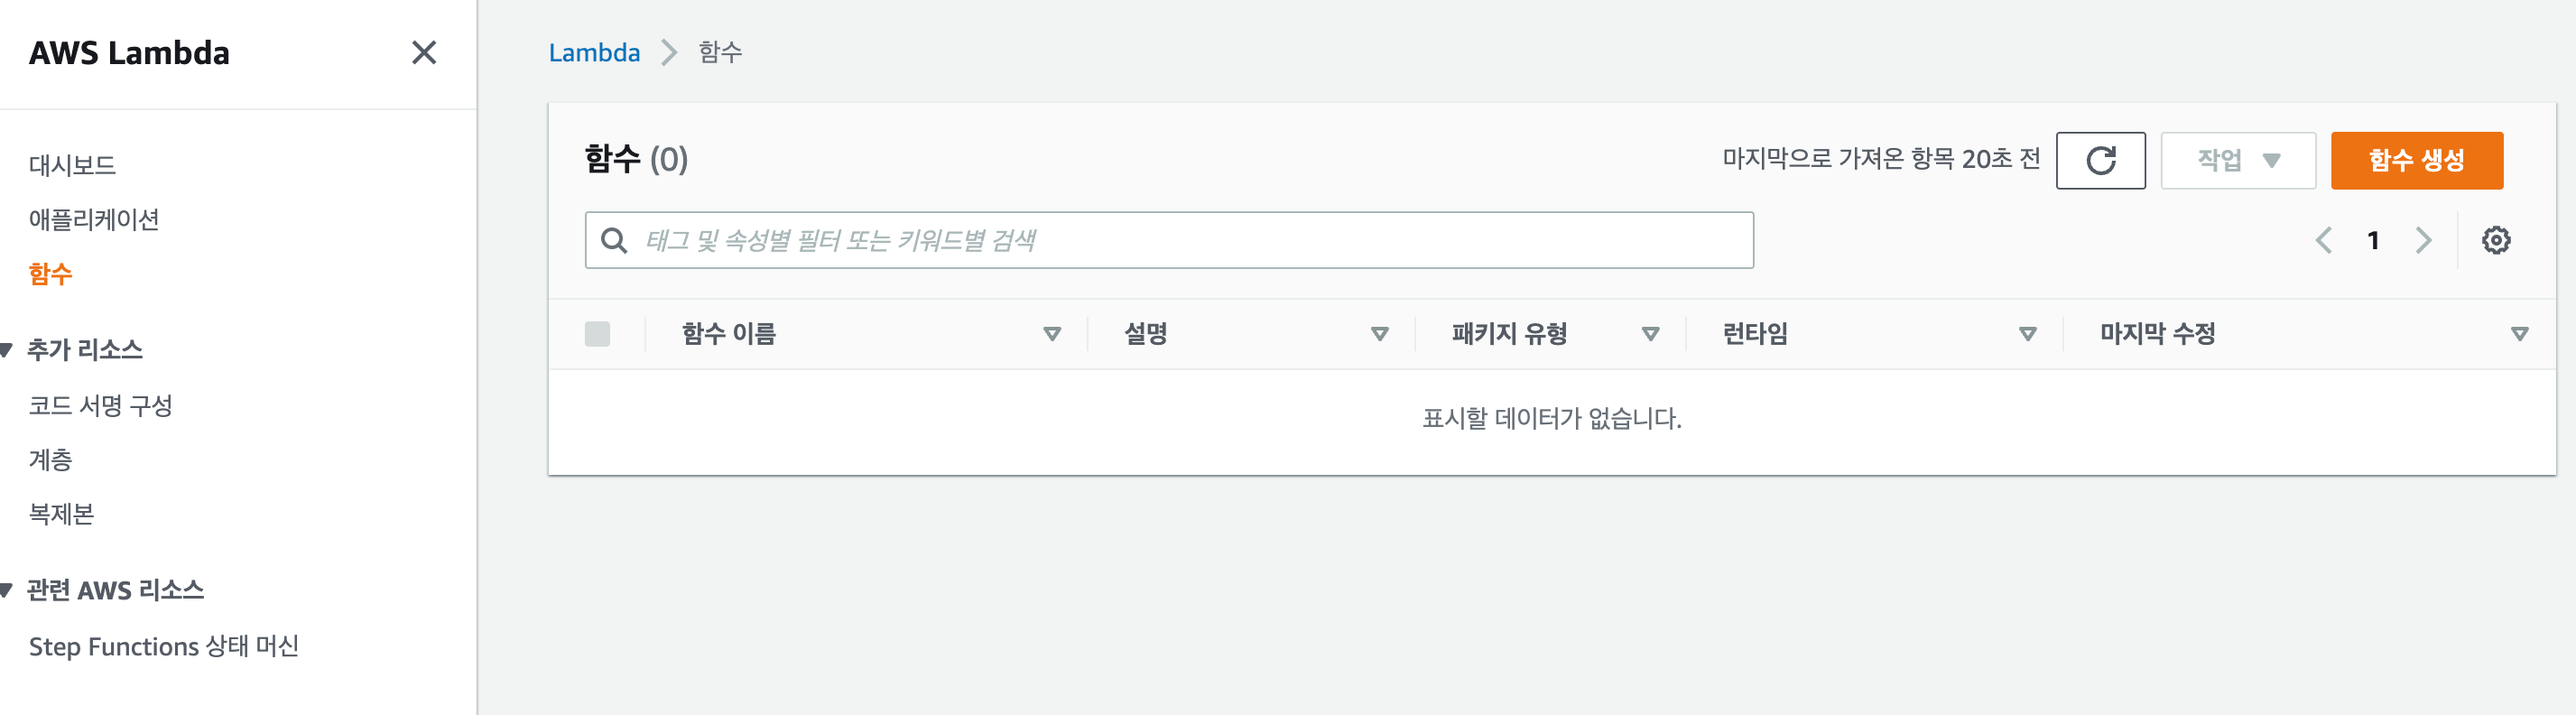 AWS Lambda
대시보드
애플리케이션
함수
추가 리소스
코드 서명 구성
계층
복제본
관련 AWS 리소스
Step Functions 상태 머신
Lambda 함수
함수 (0)
마지막으로 가져온 항목 20초 전
작업
함수 생성
태그 및 속성별 필터 또는 키워드별 검색
1
함수 이름 설명 패키지 유형 런타임 마지막 수정
표시할 데이터가 없습니다.